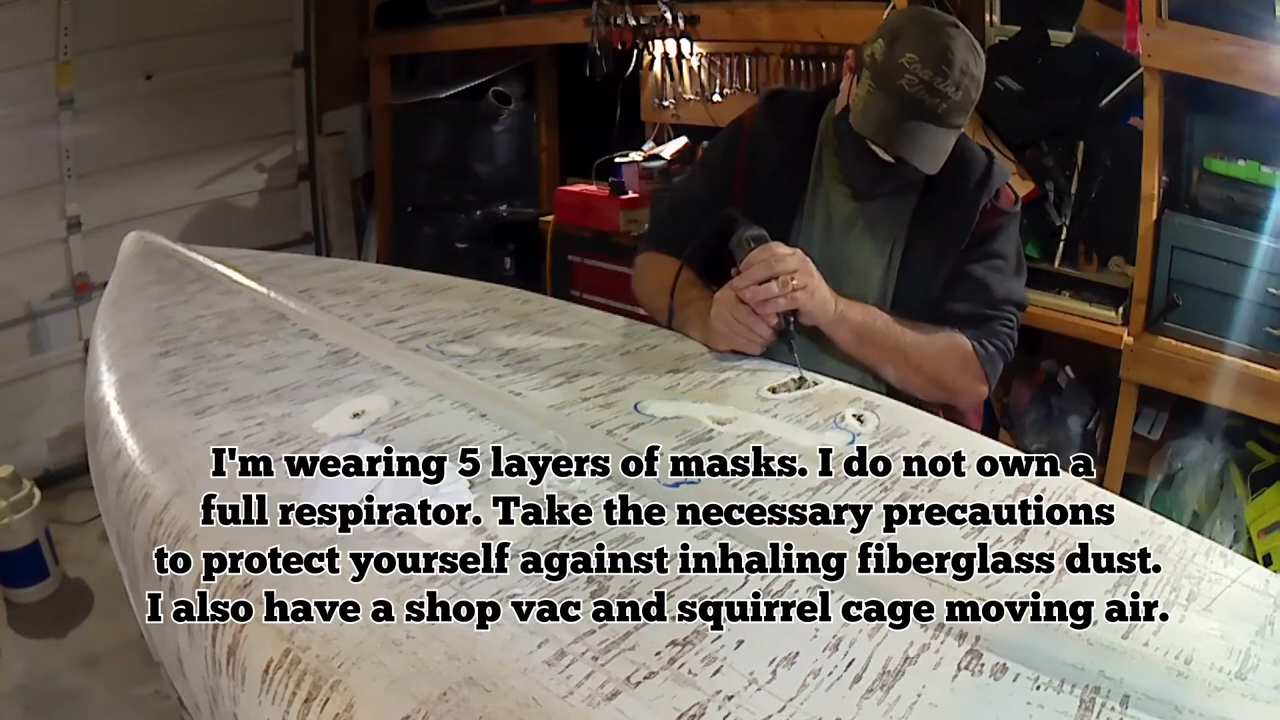 I'm wearing 5 layers of masks. I do not own a
full respirator. Take the necessary precautions
to protect yourself against inhaling fiberglass dust.
I also have a shop vac and squirrel cage moving air.